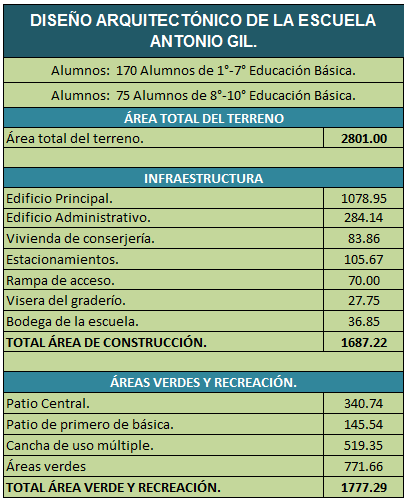 DISEÑO ARQUITECTÓNICO DE LA ESCUELA
ANTONIO GIL.
Alumnos: 170 Alumnos de 1°-7° Educación Básica.
Alumnos: 75 Alumnos de 8°-10° Educación Básica.
ÁREA TOTAL DEL TERRENO
Área total del terreno. 2801.00
INFRAESTRUCTURA
Edificio Principal. 1078.95
Edificio Administrativo. 284.14
Vivienda de conserjería. 83.86
Estacionamientos. 105.67
Rampa de acceso. 70.00
Visera del graderío. 27.75
Bodega de la escuela. 36.85
TOTAL ÁREA DE CONSTRUCCIÓN. 1687.22
ÁREAS VERDES Y RECREACIÓN.
Patio Central. 340.74
Patio de primero de básica. 145.54
Cancha de uso múltiple. 519.35
Áreas verdes 771.66
TOTAL ÁREA VERDE Y RECREACIÓN. 1777.29